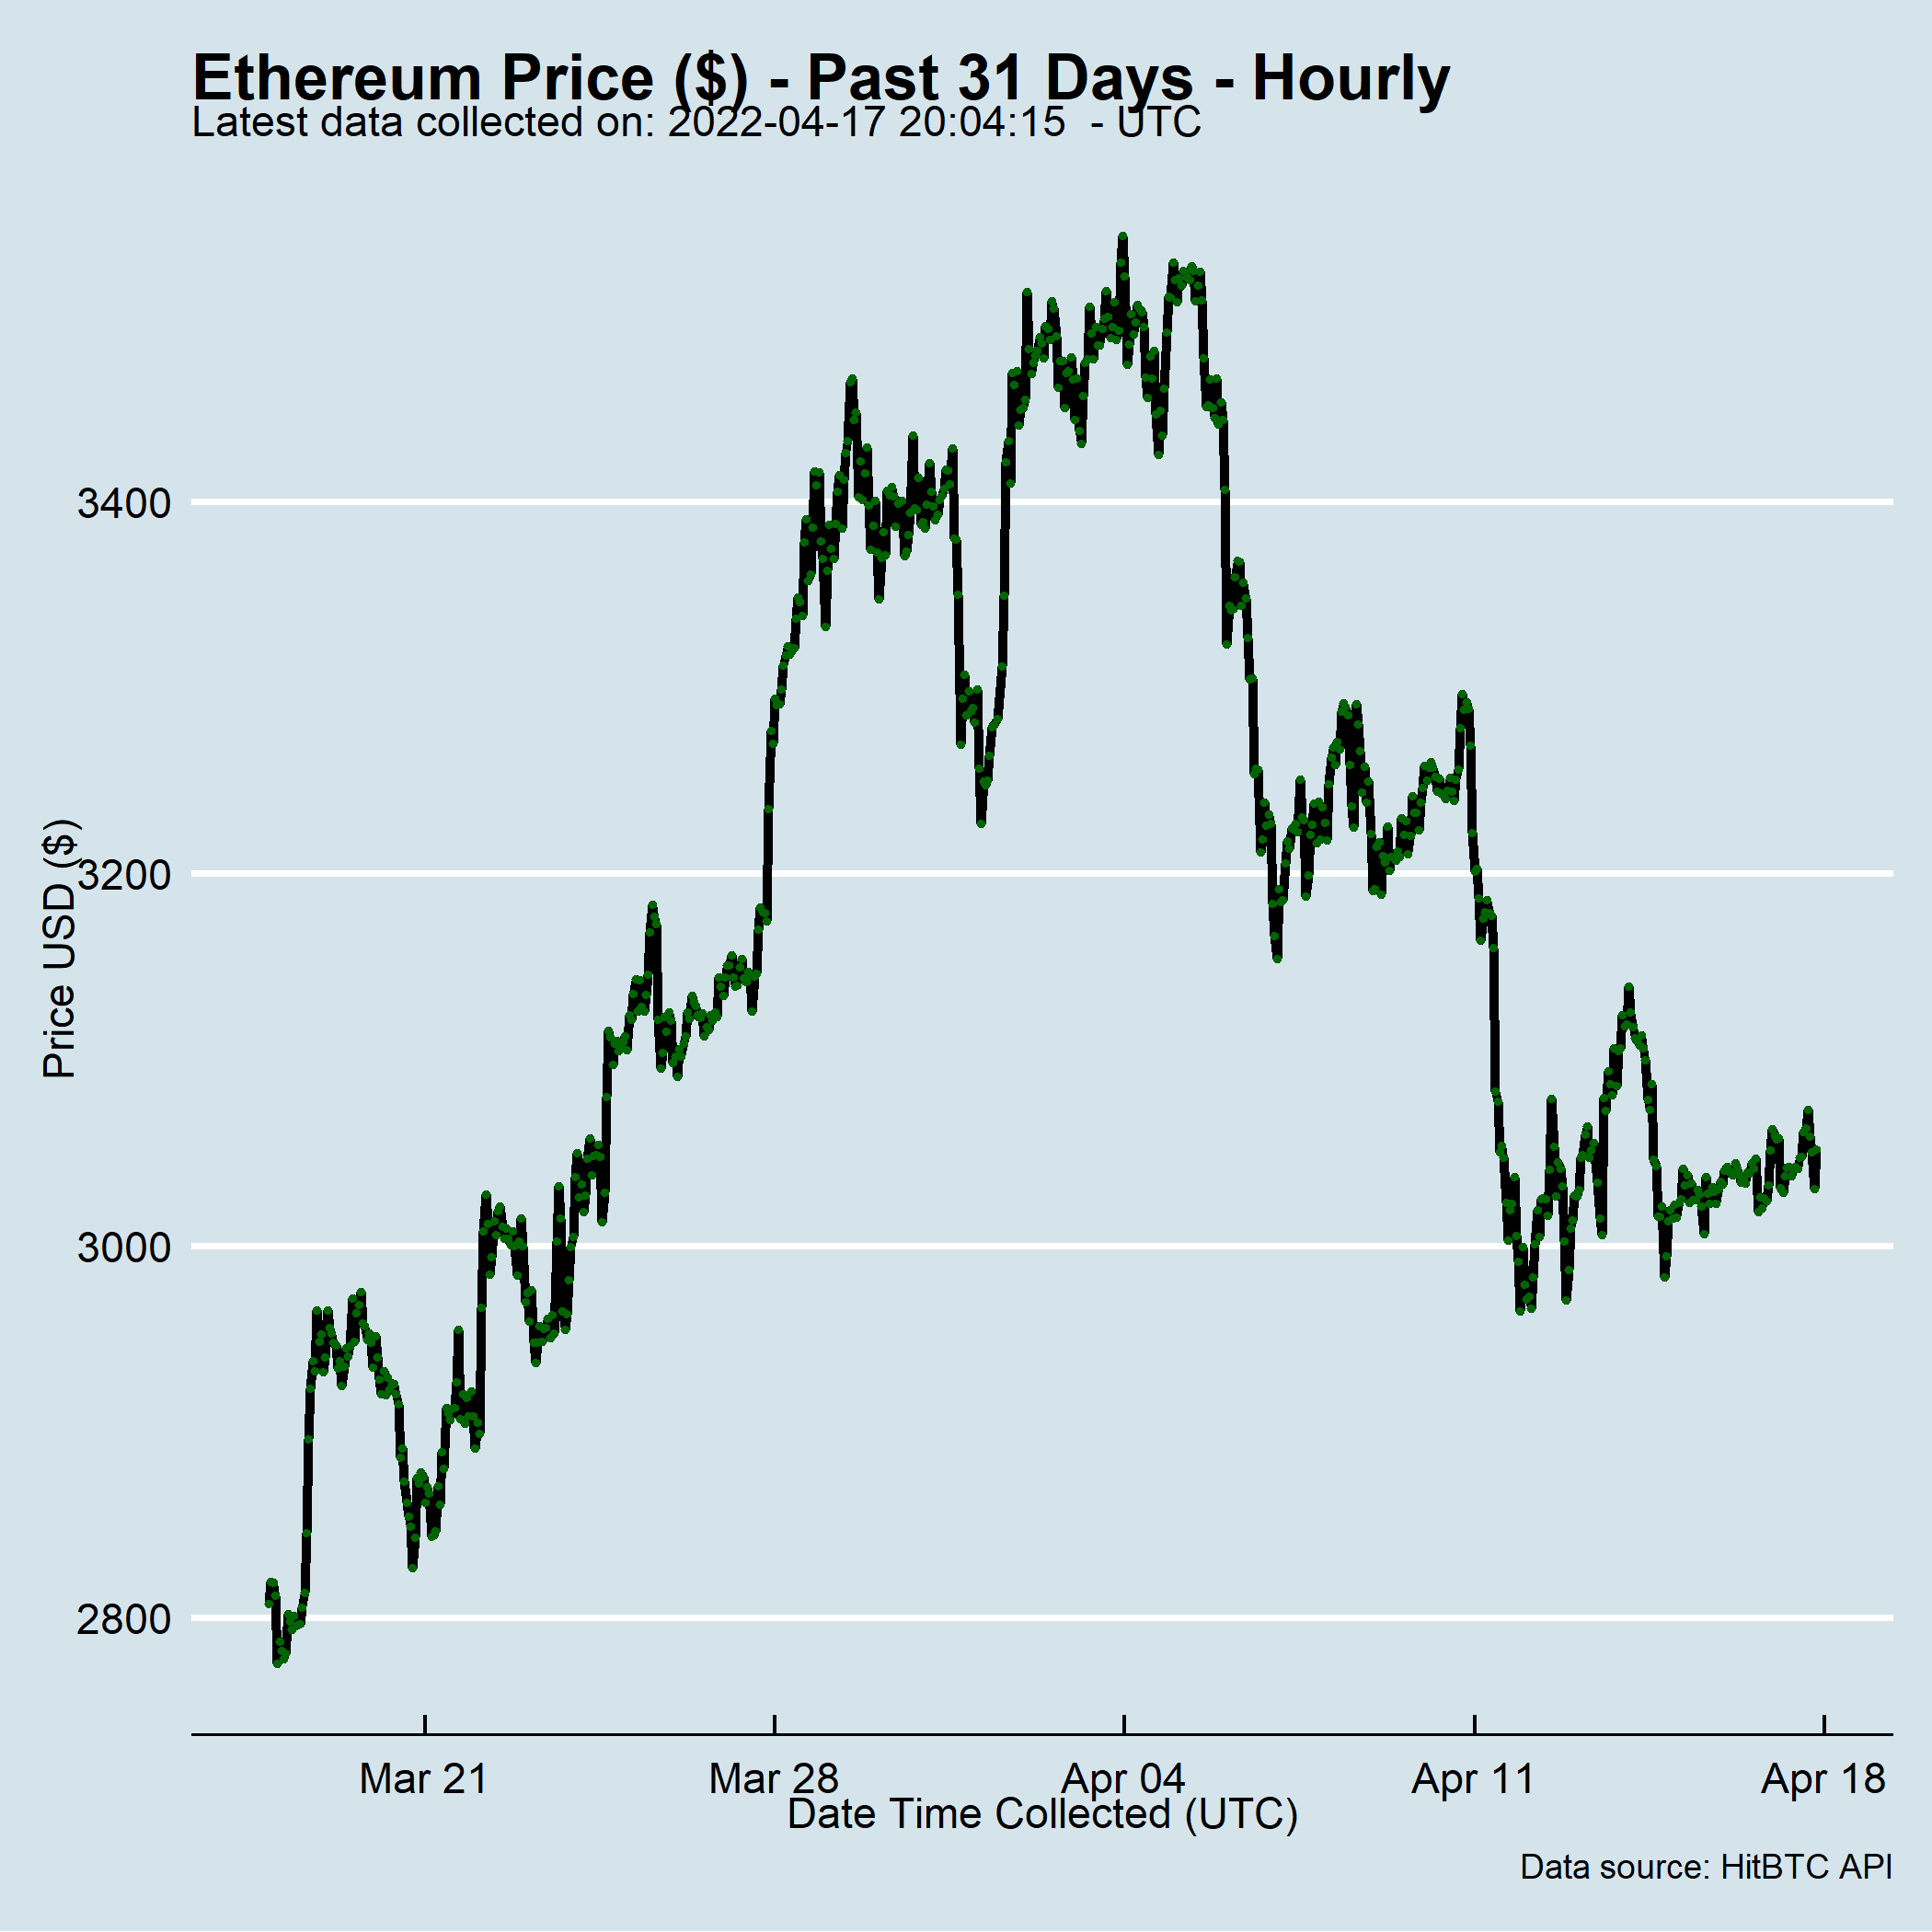 Ethereum Price ($) - Past 31 Days - Hourly
Latest data collected on: 2022-04-17 20:04:15  - UTC
Price USD ($)
3400
3200
3000
2800
Mar 21
Mar 28
Apr 04
Apr 11
Apr 18
Date Time Collected (UTC)
Data source: HitBTC API